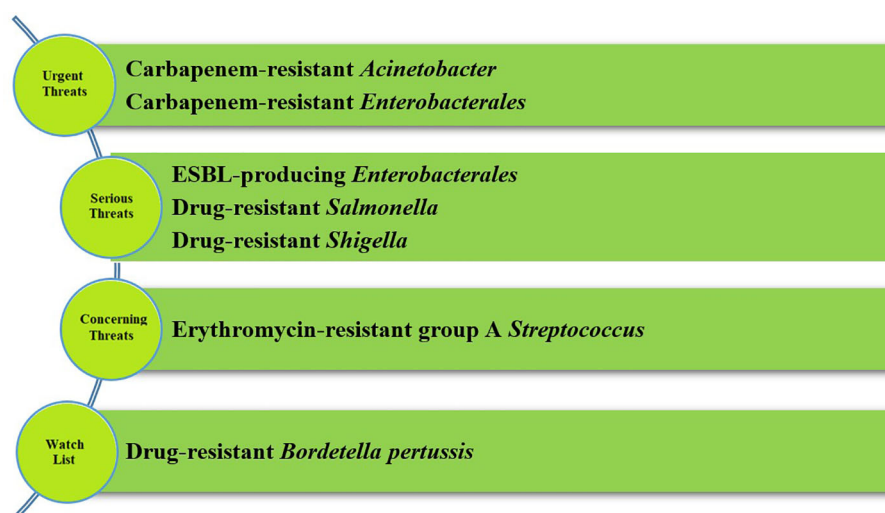 Urgent
Threats
Carbapenem-resistant Acinetobacter
Carbapenem-resistant Enterobacterales
Serious
Threats
ESBL-producing Enterobacterales
Drug-resistant Salmonella
Drug-resistant Shigella
Concerning
Threats
Erythromycin-resistant group A Streptococcus
Watch
List
Drug-resistant Bordetella pertussis